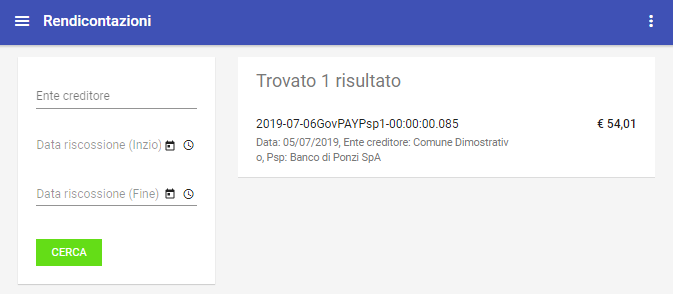 Rendicontazioni
Ente creditore
Data riscossione (Inzio)
Data riscossione (Fine)
CERCA
Trovato 1 risultato
2019-07-06GovPAYPsp1-00:00:00.085
€ 54,01
Data: 05/07/2019, Ente creditore: Comune Dimostrativ
o, Psp: Banco di Ponzi SpA